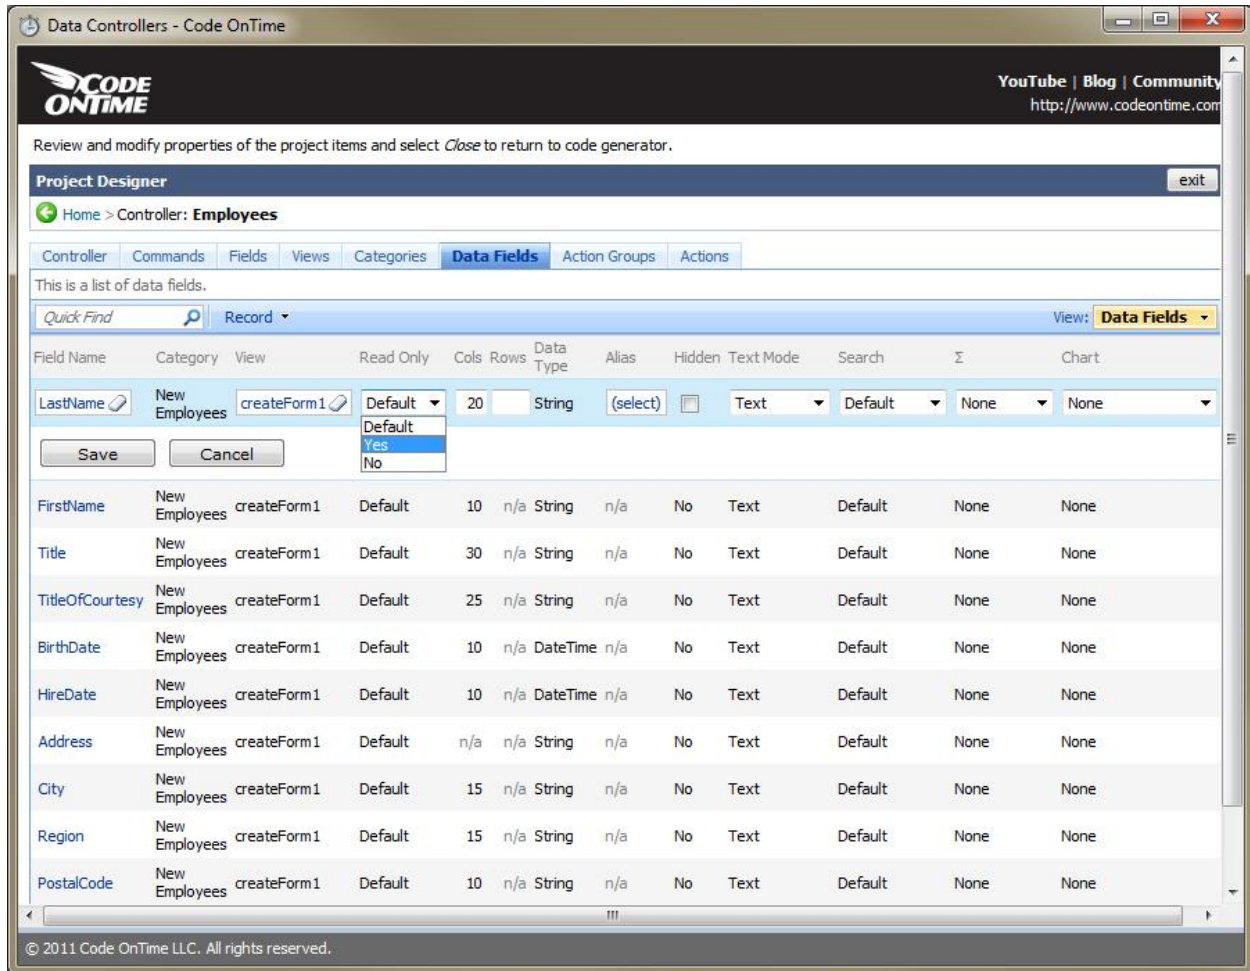 Data Controllers - Code OnTime
CODE
ONTIME
YouTube | Blog | Community
http://www.codeontime.com
Review and modify properties of the project items and select Close to return to code generator.
Project Designer exit
Home > Controller: Employees
Controller Commands Fields Views Categories Data Fields Action Groups Actions
This is a list of data fields.
Quick Find Record View: Data Fields
Field Name Category View Read Only Cols Rows Data Type Alias Hidden Text Mode Search Σ Chart
LastName New Employees createForm1 Default 20 String (select) Text Default None None
Default
Yes
No
Save Cancel
FirstName New Employees createForm1 Default 10 n/a String n/a No Text Default None None
Title New Employees createForm1 Default 30 n/a String n/a No Text Default None None
TitleOfCourtesy New Employees createForm1 Default 25 n/a String n/a No Text Default None None
BirthDate New Employees createForm1 Default 10 n/a DateTime n/a No Text Default None None
HireDate New Employees createForm1 Default 10 n/a DateTime n/a No Text Default None None
Address New Employees createForm1 Default n/a n/a String n/a No Text Default None None
City New Employees createForm1 Default 15 n/a String n/a No Text Default None None
Region New Employees createForm1 Default 15 n/a String n/a No Text Default None None
PostalCode New Employees createForm1 Default 10 n/a String n/a No Text Default None None
© 2011 Code OnTime LLC. All rights reserved.